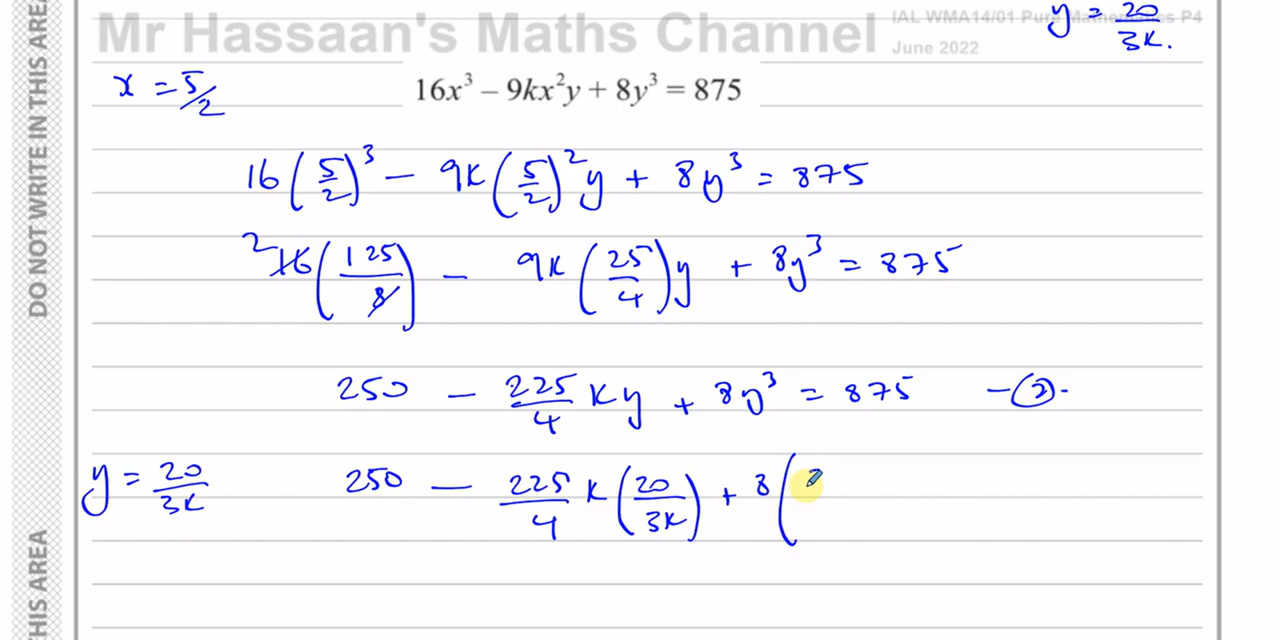 Mr Hassaan's Maths Channel
IAL WMA14/01 Pure Mathematics P4
June 2022
y = 20/3k.
x = 5/2
16x³ – 9kx²y + 8y³ = 875
16(5/2)³ – 9k(5/2)²y + 8y³ = 875
2 16(125/8) – 9k(25/4)y + 8y³ = 875
250 – 225/4 ky + 8y³ = 875 –②-
y = 20/3k 250 – 225/4 k(20/3k) + 8(
DO NOT WRITE IN THIS AREA
THIS AREA